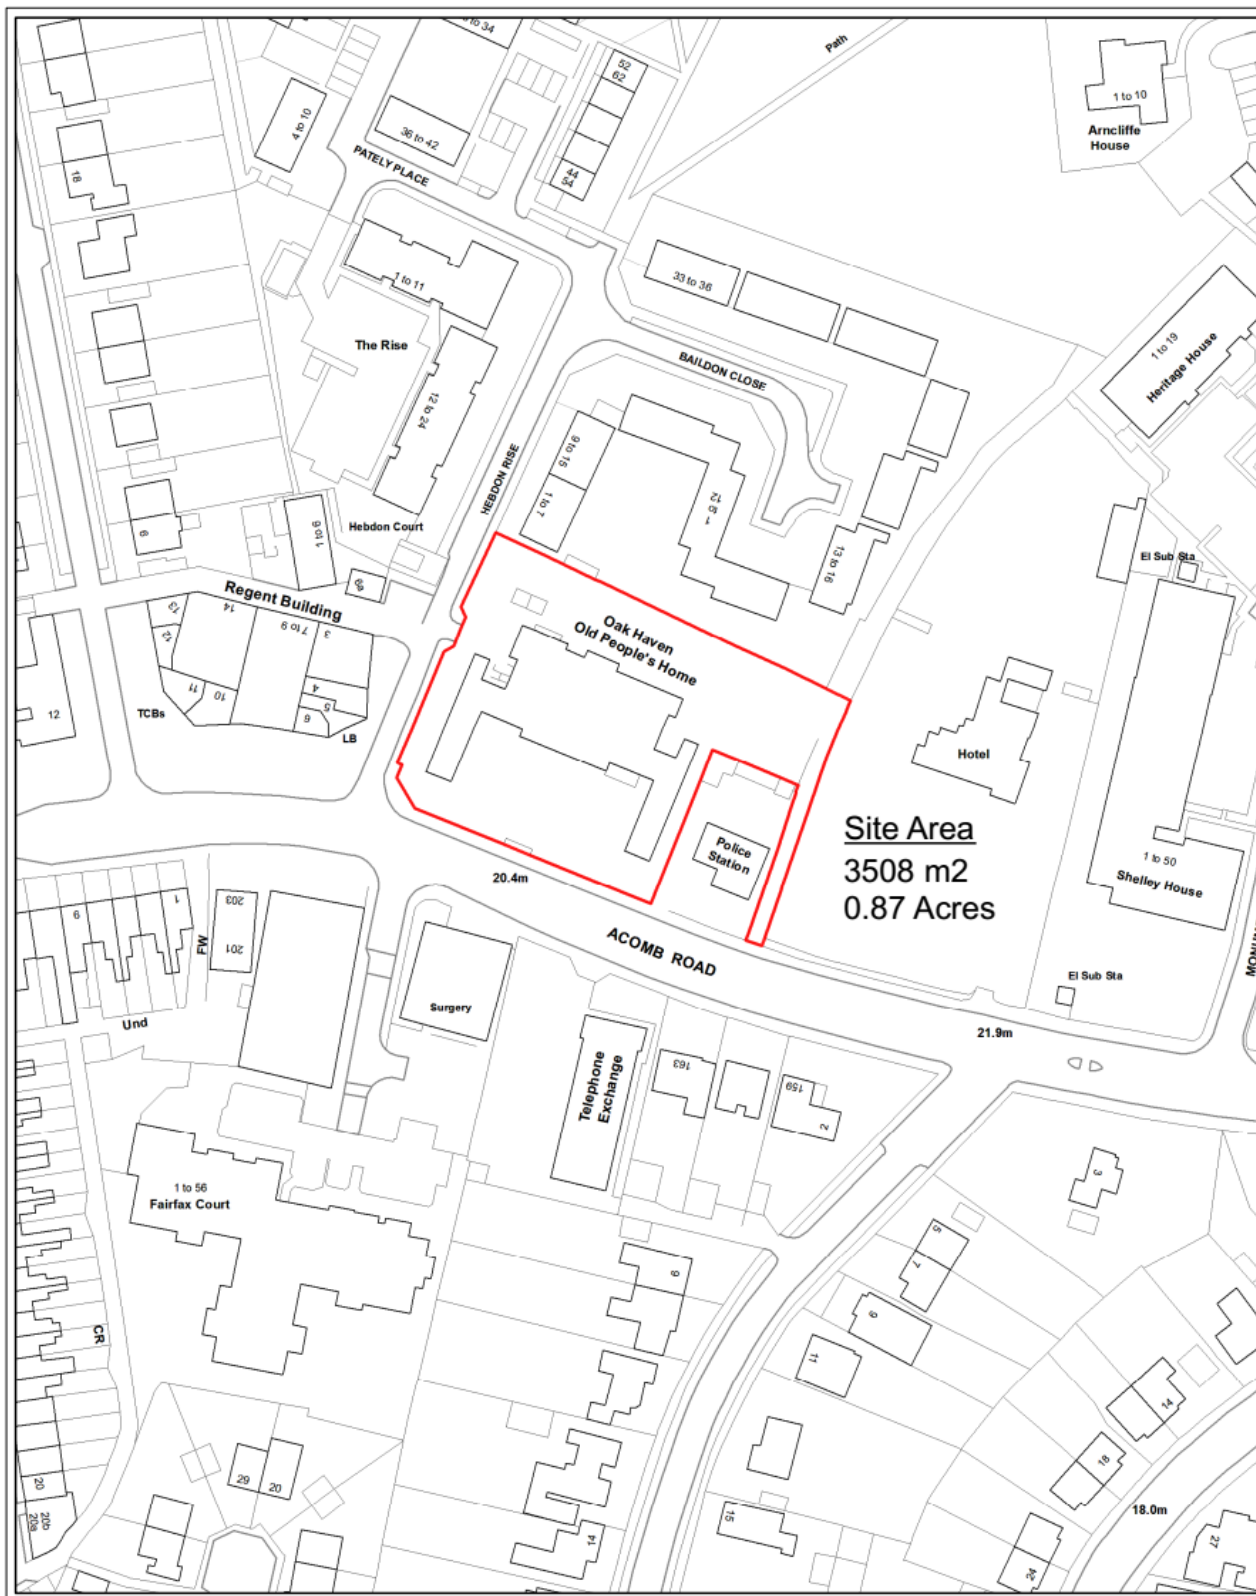 52
62
Path
1 to 10
Arncliffe
House
4 to 10
36 to 42
PATELY PLACE
44
54
18
33 to 36
1 to 11
The Rise
BAILDON CLOSE
1 to 19
Heritage House
12 to 24
9 to 15
HEBDON RISE
1 to 7
12 to 1
1 to 6
Hebdon Court
13 to 16
El Sub Sta
6a
Regent Building
13
14
7 to 9
3
12
Oak Haven
Old People's Home
11
10
4
5
6
TCBs
LB
12
Hotel
Site Area
3508 m2
0.87 Acres
Police
Station
1 to 50
Shelley House
20.4m
ACOMB ROAD
1
203
201
FW
Surgery
El Sub Sta
21.9m
Und
Telephone
Exchange
163
159
2
3
1 to 56
Fairfax Court
5
7
9
11
CR
14
18
29
20
20
20b
20a
15
14
18.0m
27
24